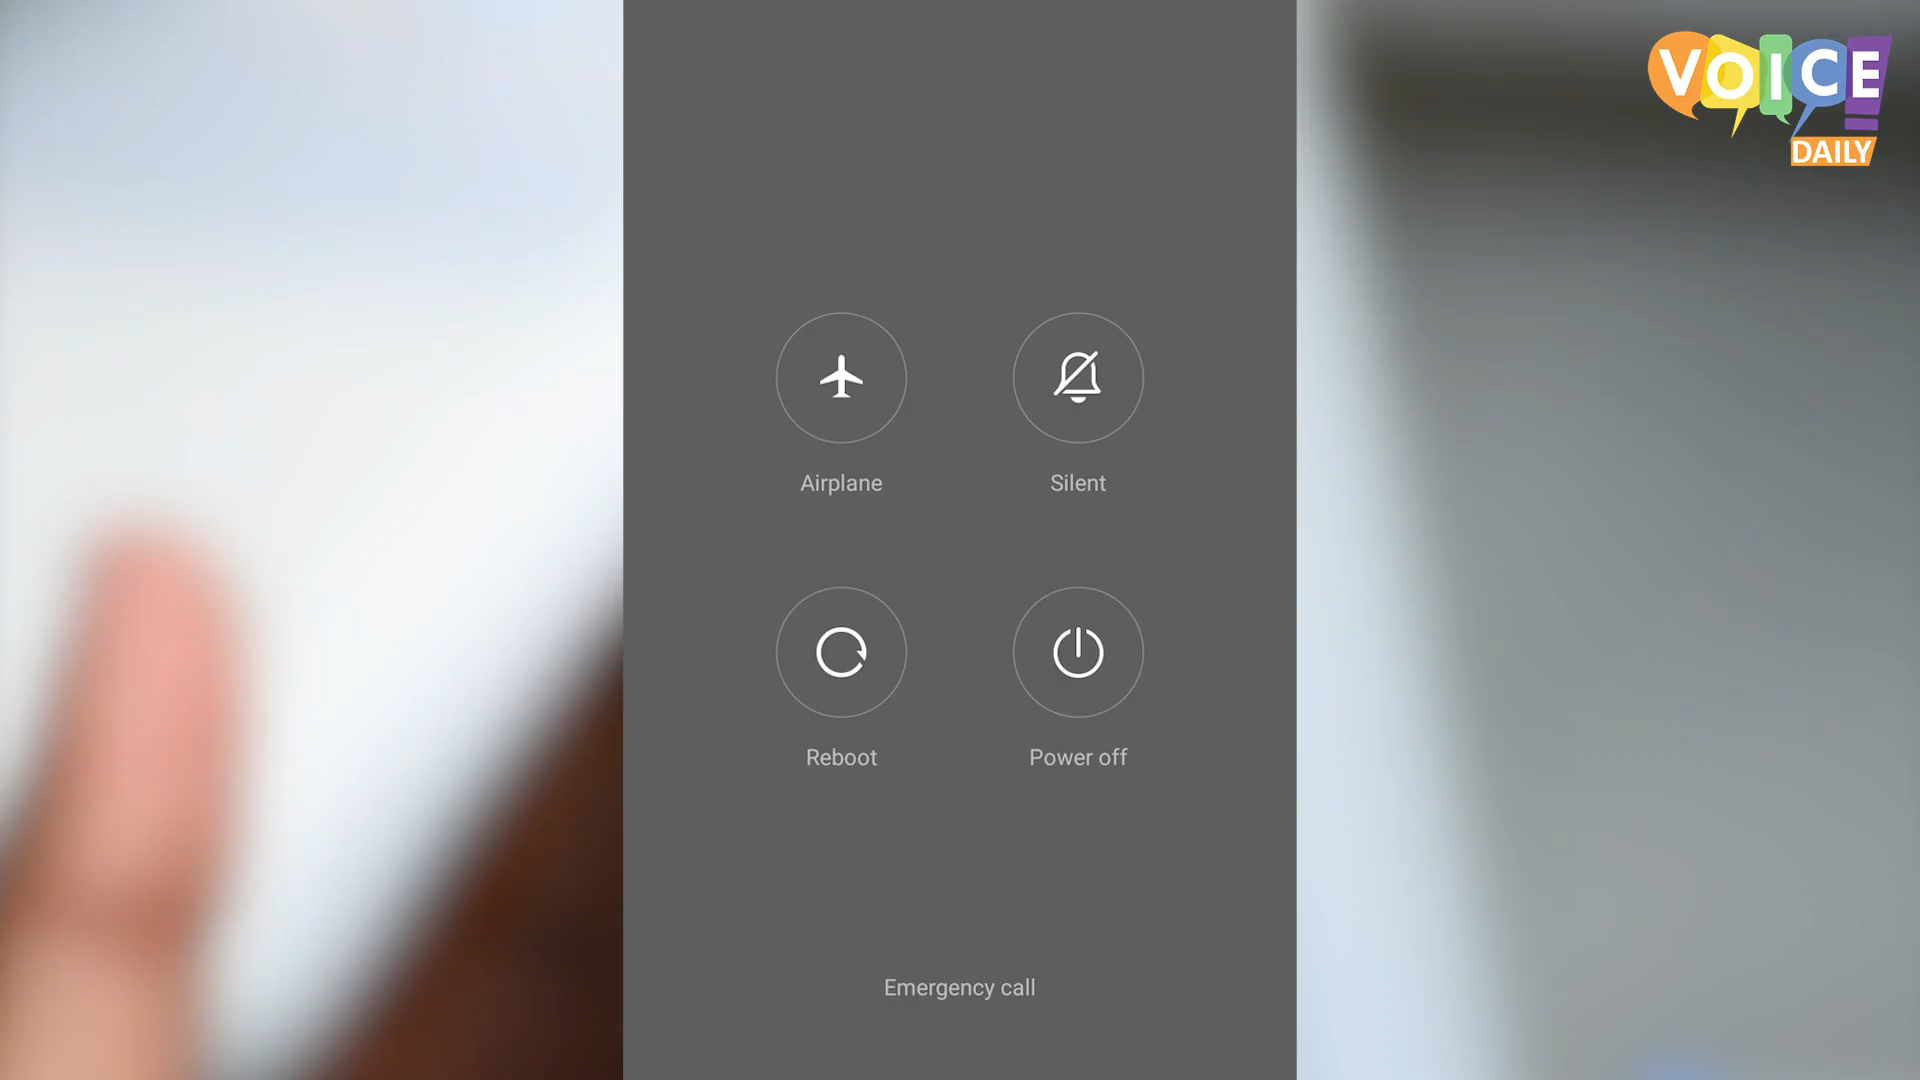 VOICE
DAILY
Airplane
Silent
Reboot
Power off
Emergency call